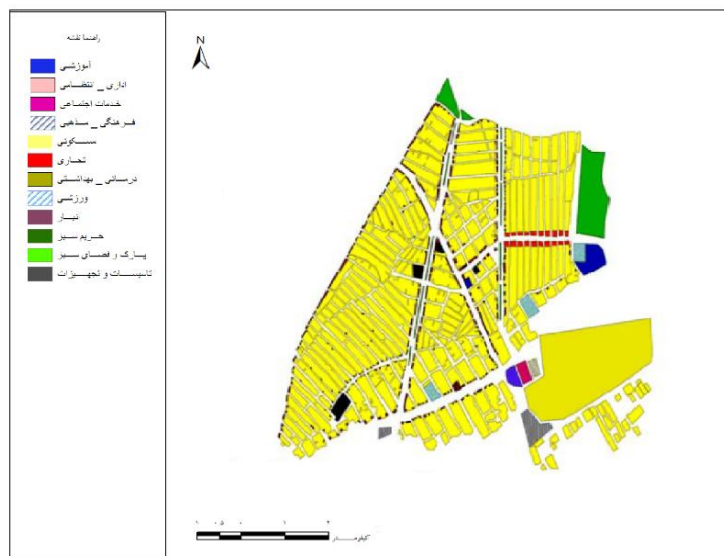 راهنما نقشه
آموزشی
اداری _ انتظامی
خدمات اجتماعی
فرهنگی _ مذهبی
مسکونی
تجاری
درمانی _ بهداشتی
ورزشی
انبار
حریم سبز
پارک و فضای سبز
تاسیسات و تجهیزات
N
کیلومتر